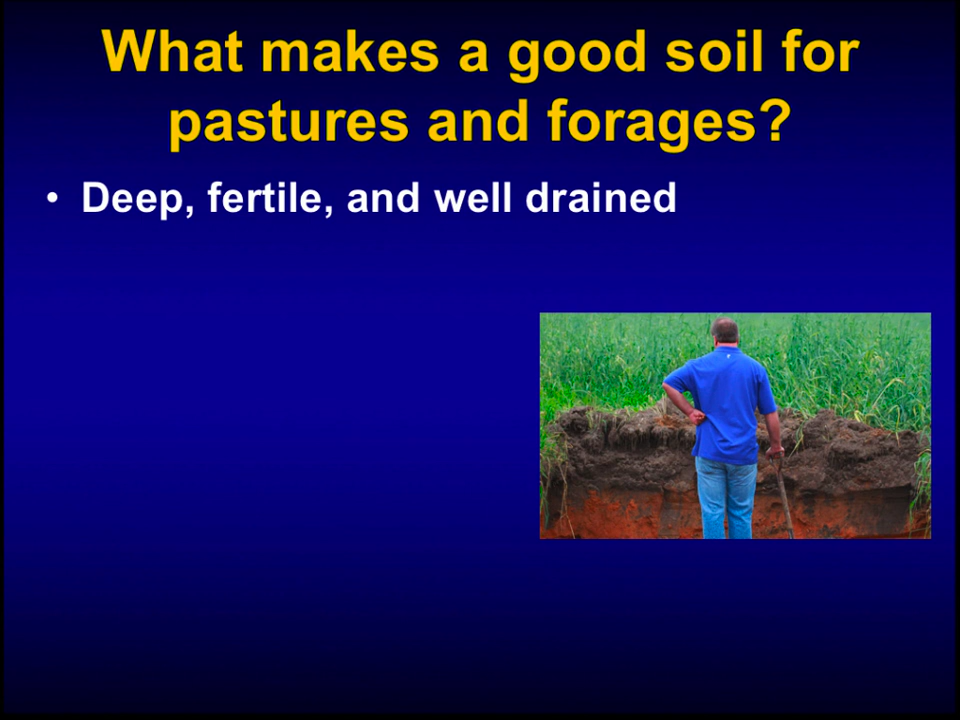 What makes a good soil for
pastures and forages?
• Deep, fertile, and well drained